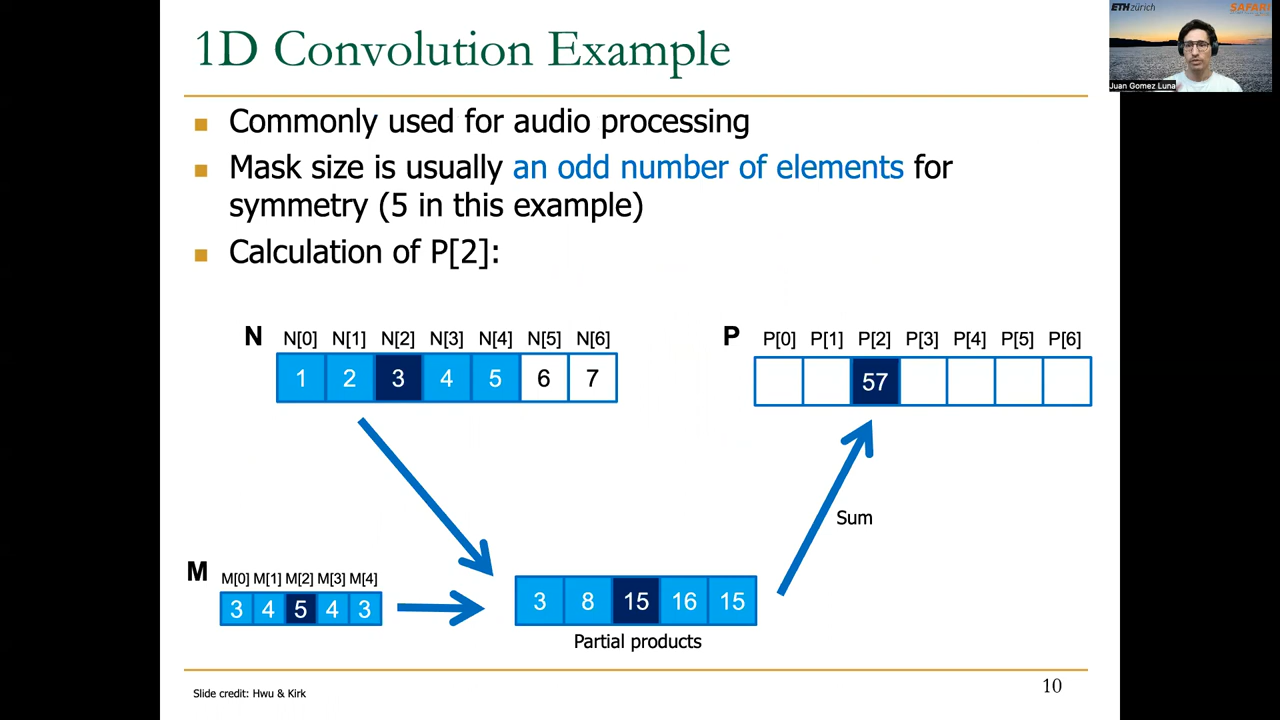 1D Convolution Example
ETH zürich
SAFARI
Juan Gomez Luna
Commonly used for audio processing
Mask size is usually an odd number of elements for
symmetry (5 in this example)
Calculation of P[2]:
N N[0] N[1] N[2] N[3] N[4] N[5] N[6]
1 2 3 4 5 6 7
P P[0] P[1] P[2] P[3] P[4] P[5] P[6]
57
Sum
M M[0] M[1] M[2] M[3] M[4]
3 4 5 4 3
3 8 15 16 15
Partial products
Slide credit: Hwu & Kirk
10